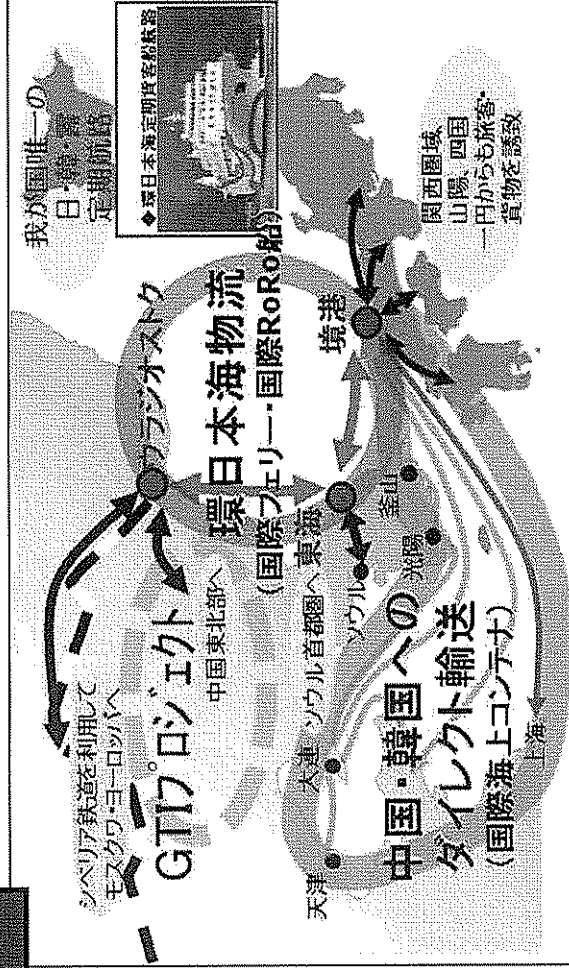 我が国唯一の
日・韓・露
定期航路
◆環日本海定期貨客船航路
シベリア鉄道を利用して
モスクワ・ヨーロッパへ
ウラジオストク
GTIプロジェクト
中国東北部へ
環日本海物流
(国際フェリー・国際RoRo船)
境港
関西圏域、
山陽、四国
一円からも旅客・
貨物を誘致
ソウル首都圏へ
東海
ソウル
釜山
光陽
大連
天津
中国・韓国への
ダイレクト輸送
(国際海上コンテナ)
上海